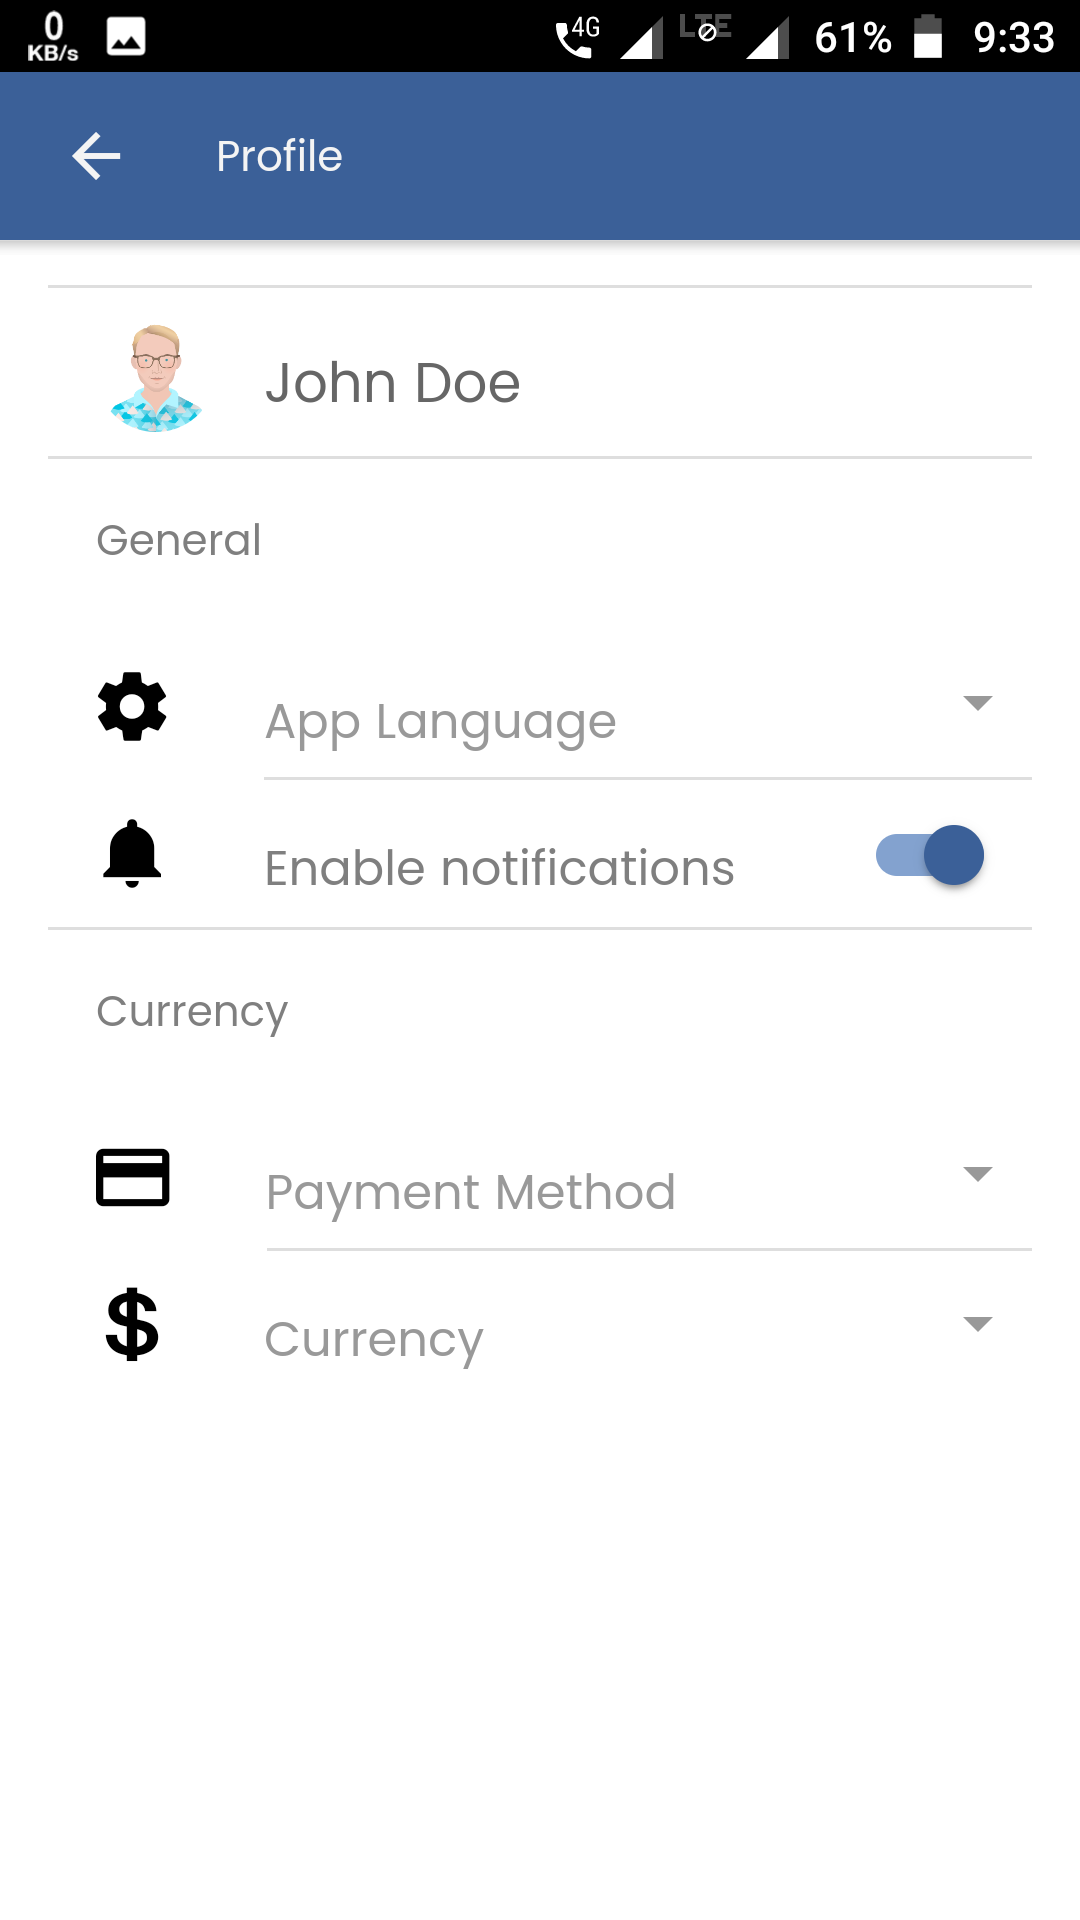 0
KB/s
4G
LTE
61%
9:33
Profile
John Doe
General
App Language
Enable notifications
Currency
Payment Method
Currency